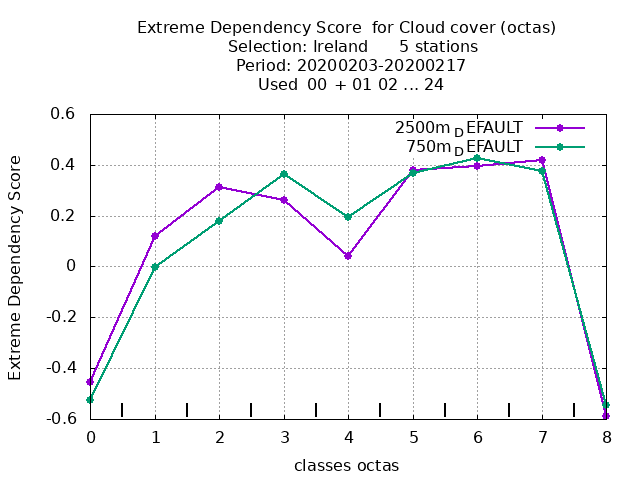 Extreme Dependency Score  for Cloud cover (octas)
Selection: Ireland      5 stations
Period: 20200203-20200217
Used  00  + 01 02 ... 24
2500m_DEFAULT
750m_DEFAULT
Extreme Dependency Score
0.6
0.4
0.2
0
-0.2
-0.4
-0.6
0 1 2 3 4 5 6 7 8
classes octas